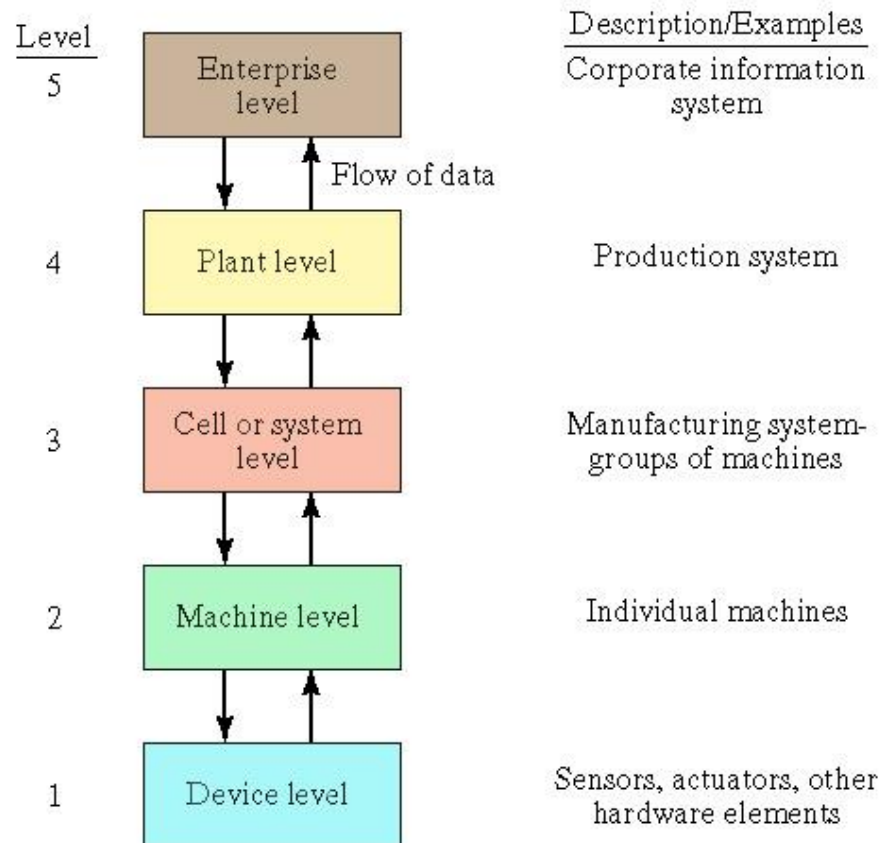 Level
Description/Examples
5
Enterprise
level
Corporate information
system
Flow of data
4
Plant level
Production system
3
Cell or system
level
Manufacturing system-
groups of machines
2
Machine level
Individual machines
1
Device level
Sensors, actuators, other
hardware elements